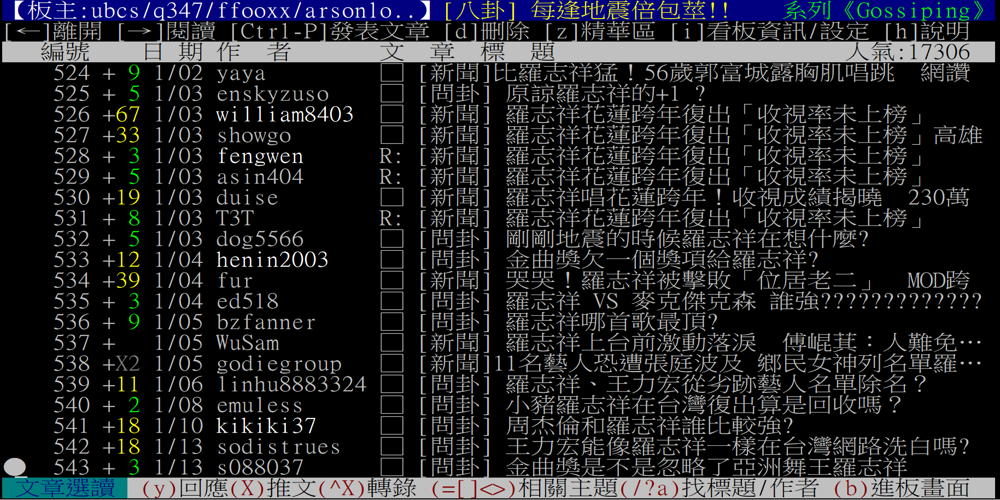 【板主:ubcs/q347/ffooxx/arsonlo..】[八卦] 每逢地震倍包莖!! 系列《Gossiping》
[←]離開 [→]閱讀 [Ctrl-P]發表文章 [d]刪除 [z]精華區 [i]看板資訊/設定 [h]說明
編號 日 期 作 者 文 章 標 題 人氣:17306
524 + 9 1/02 yaya □ [新聞]比羅志祥猛！56歲郭富城露胸肌唱跳 網讚
525 + 5 1/03 enskyzuso □ [問卦] 原諒羅志祥的+1 ?
526 +67 1/03 william8403 □ [新聞] 羅志祥花蓮跨年復出「收視率未上榜」
527 +33 1/03 showgo □ [新聞] 羅志祥花蓮跨年復出「收視率未上榜」高雄
528 + 3 1/03 fengwen R: [新聞] 羅志祥花蓮跨年復出「收視率未上榜」
529 + 5 1/03 asin404 R: [新聞] 羅志祥花蓮跨年復出「收視率未上榜」
530 +19 1/03 duise □ [新聞] 羅志祥唱花蓮跨年！收視成績揭曉 230萬
531 + 8 1/03 T3T R: [新聞] 羅志祥花蓮跨年復出「收視率未上榜」
532 + 5 1/03 dog5566 □ [問卦] 剛剛地震的時候羅志祥在想什麼?
533 +12 1/04 henin2003 □ [問卦] 金曲獎欠一個獎項給羅志祥?
534 +39 1/04 fur □ [新聞] 哭哭！羅志祥被擊敗「位居老二」 MOD跨
535 + 3 1/04 ed518 □ [問卦] 羅志祥 VS 麥克傑克森 誰強?????????????
536 + 9 1/05 bzfanner □ [問卦] 羅志祥哪首歌最頂?
537 + 1/05 WuSam □ [新聞] 羅志祥上台前激動落淚 傅崐萁：人難免…
538 +X2 1/05 godiegroup □ [新聞]11名藝人恐遭張庭波及 鄉民女神列名單羅…
539 +11 1/06 linhu8883324 □ [問卦] 羅志祥、王力宏從劣跡藝人名單除名？
540 + 2 1/08 emuless □ [問卦] 小豬羅志祥在台灣復出算是回收嗎？
541 +18 1/10 kikiki37 □ [問卦] 周杰倫和羅志祥誰比較強?
542 +18 1/13 sodistrues □ [問卦] 王力宏能像羅志祥一樣在台灣網路洗白嗎?
●543 + 3 1/13 s088037 □ [問卦] 金曲獎是不是忽略了亞洲舞王羅志祥
文章選讀 (y)回應(X)推文(^X)轉錄 (=[]<>)相關主題(/?a)找標題/作者 (b)進板畫面